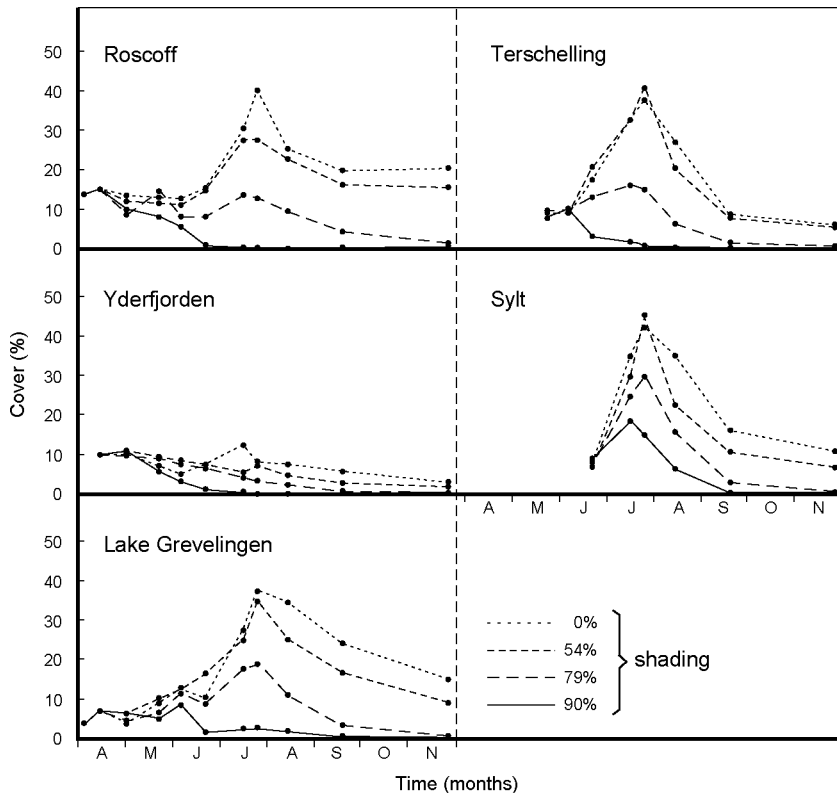 Roscoff
Terschelling
50
40
30
20
10
0
Yderfjorden
Sylt
50
40
30
20
10
0
A M J J A S O N
Lake Grevelingen
50
40
30
20
10
0
A M J J A S O N
0%
54%
79%
90%
shading
Cover (%)
Time (months)